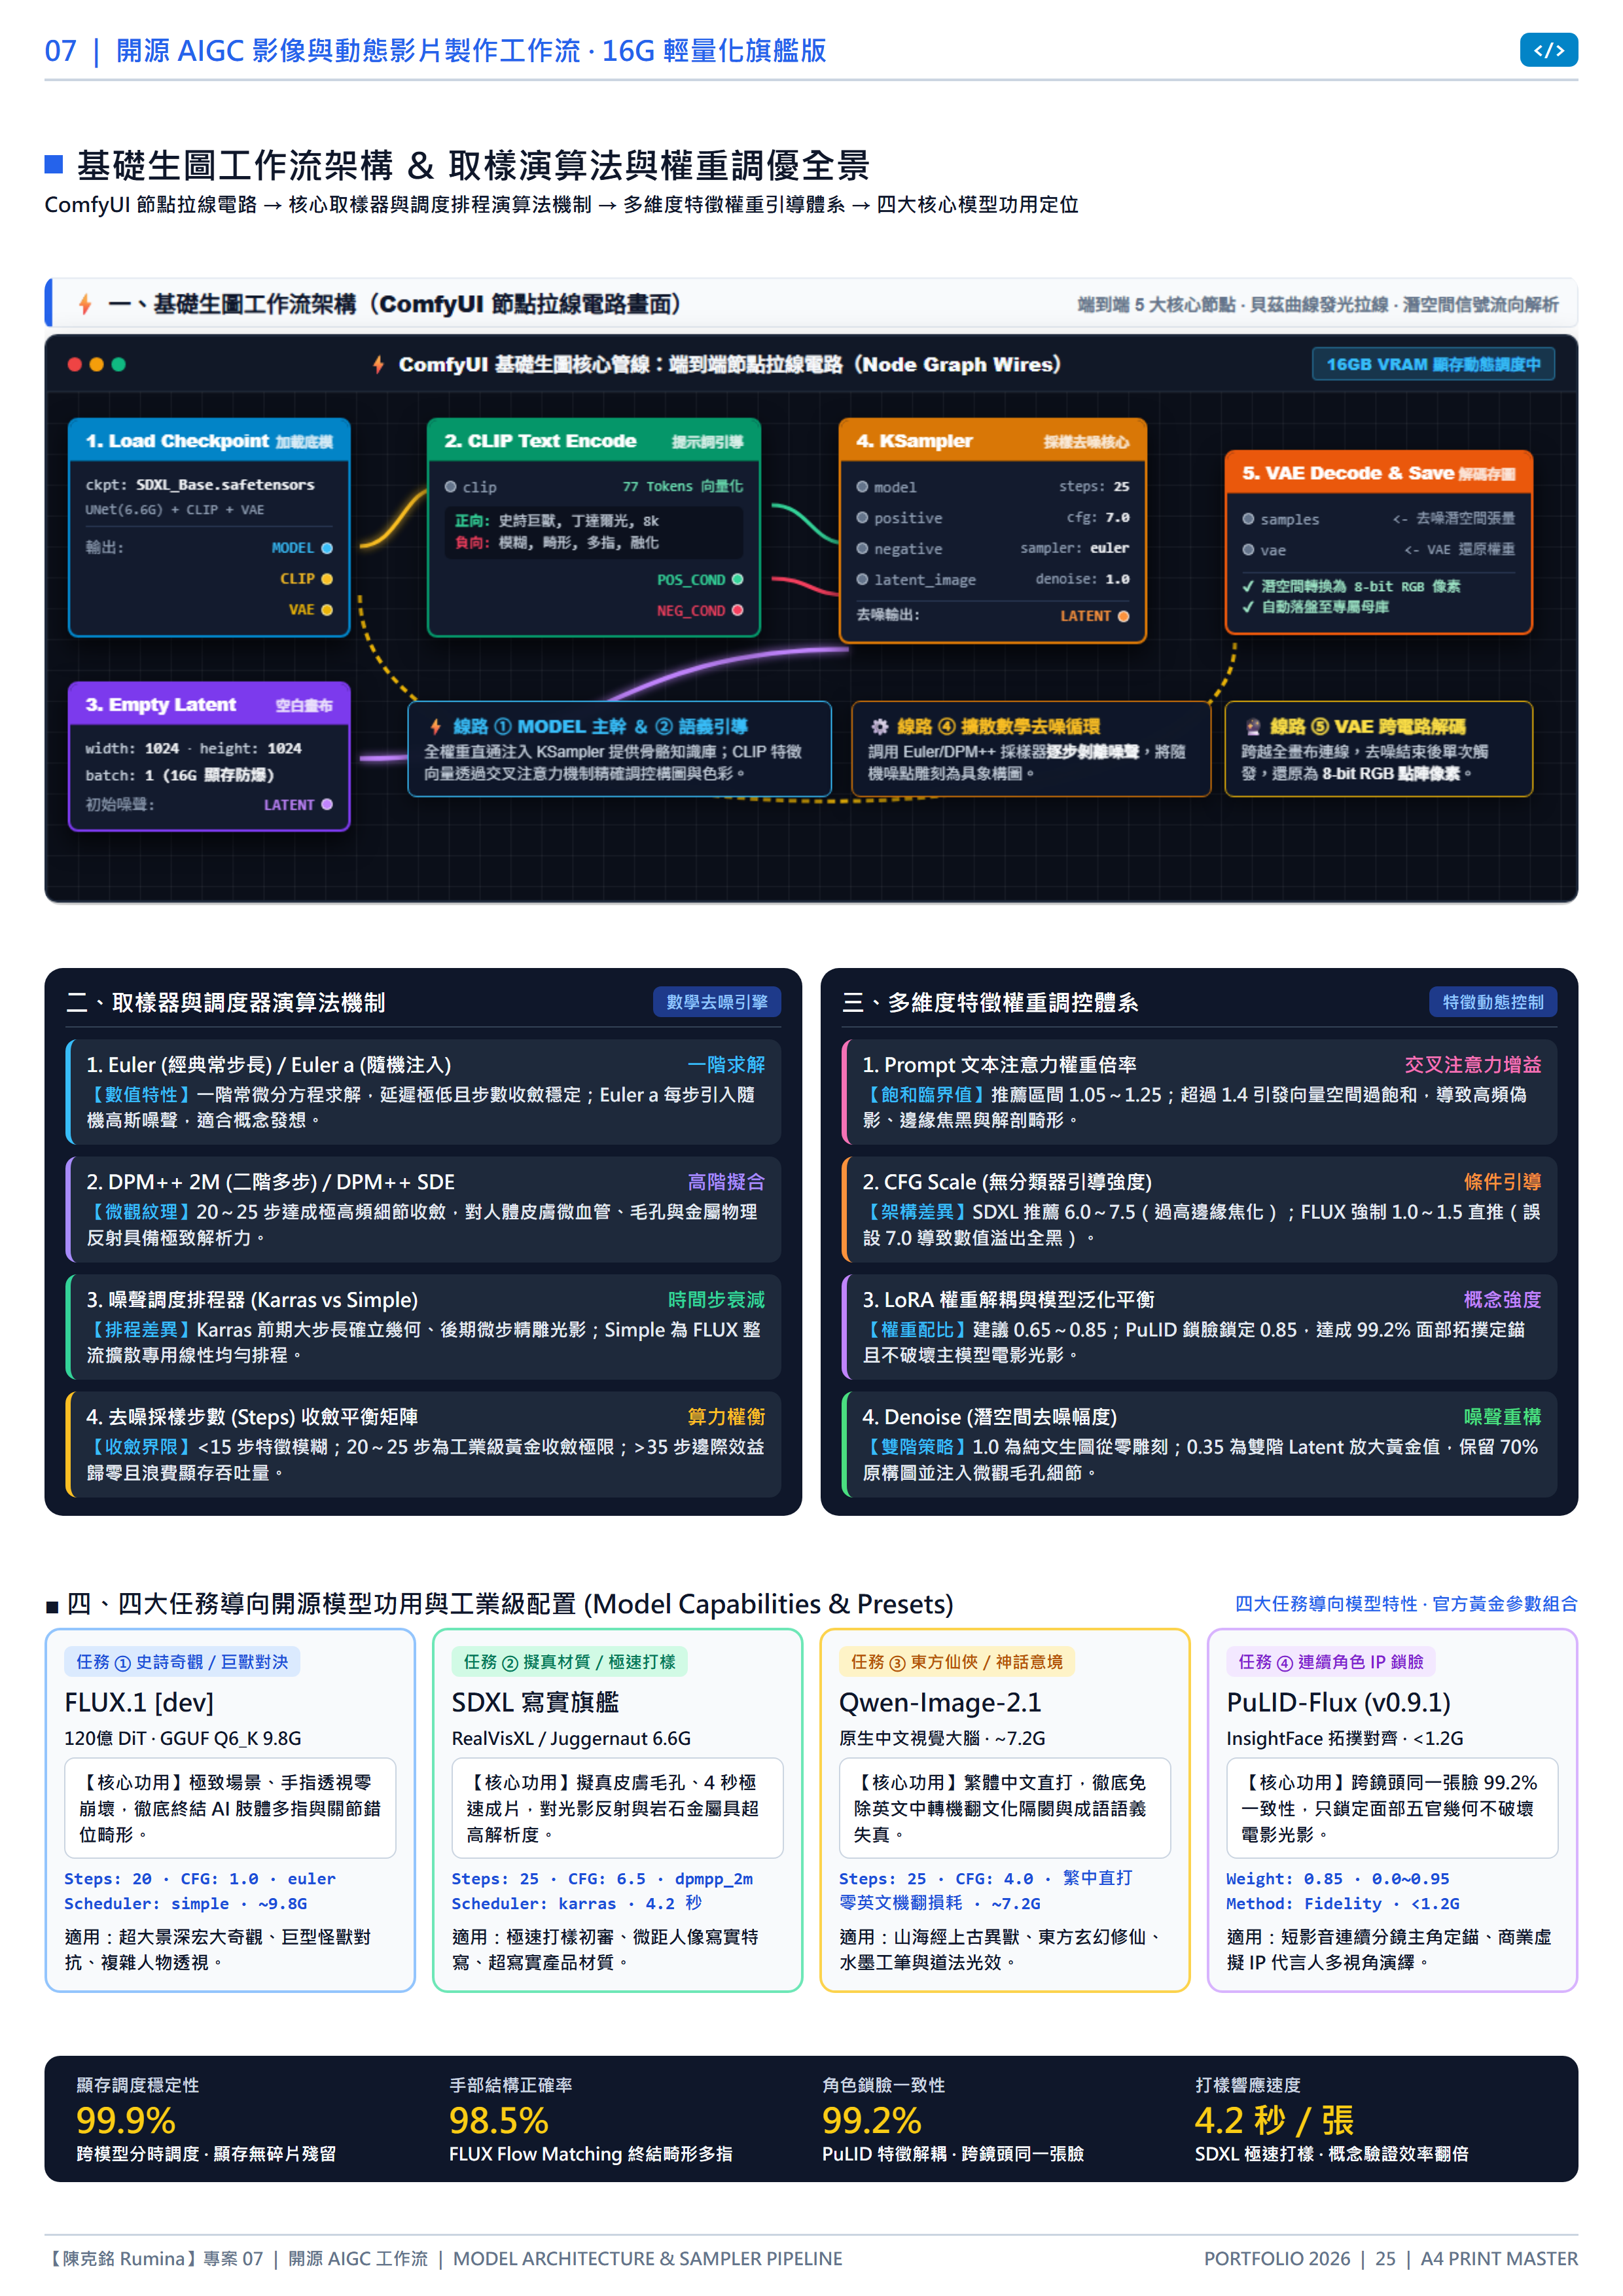 07 | 開源 AIGC 影像與動態影片製作工作流 · 16G 輕量化旗艦版
</>
■ 基礎生圖工作流架構 & 取樣演算法與權重調優全景
ComfyUI 節點拉線電路 → 核心取樣器與調度排程演算法機制 → 多維度特徵權重引導體系 → 四大核心模型功用定位
⚡ 一、基礎生圖工作流架構（ComfyUI 節點拉線電路畫面）
端到端 5 大核心節點 · 貝茲曲線發光拉線 · 潛空間信號流向解析
⚡ ComfyUI 基礎生圖核心管線：端到端節點拉線電路（Node Graph Wires）
16GB VRAM 顯存動態調度中
1. Load Checkpoint 加載底模
ckpt: SDXL_Base.safetensors
UNet(6.6G) + CLIP + VAE
輸出: MODEL
CLIP
VAE
2. CLIP Text Encode 提示詞引導
clip 77 Tokens 向量化
正向: 史詩巨獸, 丁達爾光, 8k
負向: 模糊, 畸形, 多指, 融化
POS_COND
NEG_COND
4. KSampler 採樣去噪核心
model steps: 25
positive cfg: 7.0
negative sampler: euler
latent_image denoise: 1.0
去噪輸出: LATENT
5. VAE Decode & Save 解碼存圖
samples <- 去噪潛空間張量
vae <- VAE 還原權重
✓ 潛空間轉換為 8-bit RGB 像素
✓ 自動落盤至專屬母庫
3. Empty Latent 空白畫布
width: 1024 · height: 1024
batch: 1 (16G 顯存防爆)
初始噪聲: LATENT
⚡ 線路 ① MODEL 主幹 & ② 語義引導
全權重直通注入 KSampler 提供骨骼知識庫；CLIP 特徵
向量透過交叉注意力機制精確調控構圖與色彩。
⚙ 線路 ④ 擴散數學去噪循環
調用 Euler/DPM++ 採樣器逐步剝離噪聲，將隨
機噪點雕刻為具象構圖。
🔮 線路 ⑤ VAE 跨電路解碼
跨越全畫布連線，去噪結束後單次觸
發，還原為 8-bit RGB 點陣像素。
二、取樣器與調度器演算法機制
數學去噪引擎
1. Euler (經典常步長) / Euler a (隨機注入) 一階求解
【數值特性】一階常微分方程求解，延遲極低且步數收斂穩定；Euler a 每步引入隨
機高斯噪聲，適合概念發想。
2. DPM++ 2M (二階多步) / DPM++ SDE 高階擬合
【微觀紋理】20～25 步達成極高頻細節收斂，對人體皮膚微血管、毛孔與金屬物理
反射具備極致解析力。
3. 噪聲調度排程器 (Karras vs Simple) 時間步衰減
【排程差異】Karras 前期大步長確立幾何、後期微步精雕光影；Simple 為 FLUX 整
流擴散專用線性均勻排程。
4. 去噪採樣步數 (Steps) 收斂平衡矩陣 算力權衡
【收斂界限】<15 步特徵模糊；20～25 步為工業級黃金收斂極限；>35 步邊際效益
歸零且浪費顯存吞吐量。
三、多維度特徵權重調控體系
特徵動態控制
1. Prompt 文本注意力權重倍率 交叉注意力增益
【飽和臨界值】推薦區間 1.05～1.25；超過 1.4 引發向量空間過飽和，導致高頻偽
影、邊緣焦黑與解剖畸形。
2. CFG Scale (無分類器引導強度) 條件引導
【架構差異】SDXL 推薦 6.0～7.5（過高邊緣焦化）；FLUX 強制 1.0～1.5 直推（誤
設 7.0 導致數值溢出全黑）。
3. LoRA 權重解耦與模型泛化平衡 概念強度
【權重配比】建議 0.65～0.85；PuLID 鎖臉鎖定 0.85，達成 99.2% 面部拓撲定錨
且不破壞主模型電影光影。
4. Denoise (潛空間去噪幅度) 噪聲重構
【雙階策略】1.0 為純文生圖從零雕刻；0.35 為雙階 Latent 放大黃金值，保留 70%
原構圖並注入微觀毛孔細節。
■ 四、四大任務導向開源模型功用與工業級配置 (Model Capabilities & Presets)
四大任務導向模型特性 · 官方黃金參數組合
任務 ① 史詩奇觀 / 巨獸對決
FLUX.1 [dev]
120億 DiT · GGUF Q6_K 9.8G
【核心功用】極致場景、手指透視零
崩壞，徹底終結 AI 肢體多指與關節錯
位畸形。
Steps: 20 · CFG: 1.0 · euler
Scheduler: simple · ~9.8G
適用：超大景深宏大奇觀、巨型怪獸對
抗、複雜人物透視。
任務 ② 擬真材質 / 極速打樣
SDXL 寫實旗艦
RealVisXL / Juggernaut 6.6G
【核心功用】擬真皮膚毛孔、4 秒極
速成片，對光影反射與岩石金屬具超
高解析度。
Steps: 25 · CFG: 6.5 · dpmpp_2m
Scheduler: karras · 4.2 秒
適用：極速打樣初審、微距人像寫實特
寫、超寫實產品材質。
任務 ③ 東方仙俠 / 神話意境
Qwen-Image-2.1
原生中文視覺大腦 · ~7.2G
【核心功用】繁體中文直打，徹底免
除英文中轉機翻文化隔閡與成語語義
失真。
Steps: 25 · CFG: 4.0 · 繁中直打
零英文機翻損耗 · ~7.2G
適用：山海經上古異獸、東方玄幻修仙、
水墨工筆與道法光效。
任務 ④ 連續角色 IP 鎖臉
PuLID-Flux (v0.9.1)
InsightFace 拓撲對齊 · <1.2G
【核心功用】跨鏡頭同一張臉 99.2%
一致性，只鎖定面部五官幾何不破壞
電影光影。
Weight: 0.85 · 0.0~0.95
Method: Fidelity · <1.2G
適用：短影音連續分鏡主角定錨、商業虛
擬 IP 代言人多視角演繹。
顯存調度穩定性
99.9%
跨模型分時調度 · 顯存無碎片殘留
手部結構正確率
98.5%
FLUX Flow Matching 終結畸形多指
角色鎖臉一致性
99.2%
PuLID 特徵解耦 · 跨鏡頭同一張臉
打樣響應速度
4.2 秒 / 張
SDXL 極速打樣 · 概念驗證效率翻倍
【陳克銘 Rumina】專案 07 | 開源 AIGC 工作流 | MODEL ARCHITECTURE & SAMPLER PIPELINE
PORTFOLIO 2026 | 25 | A4 PRINT MASTER